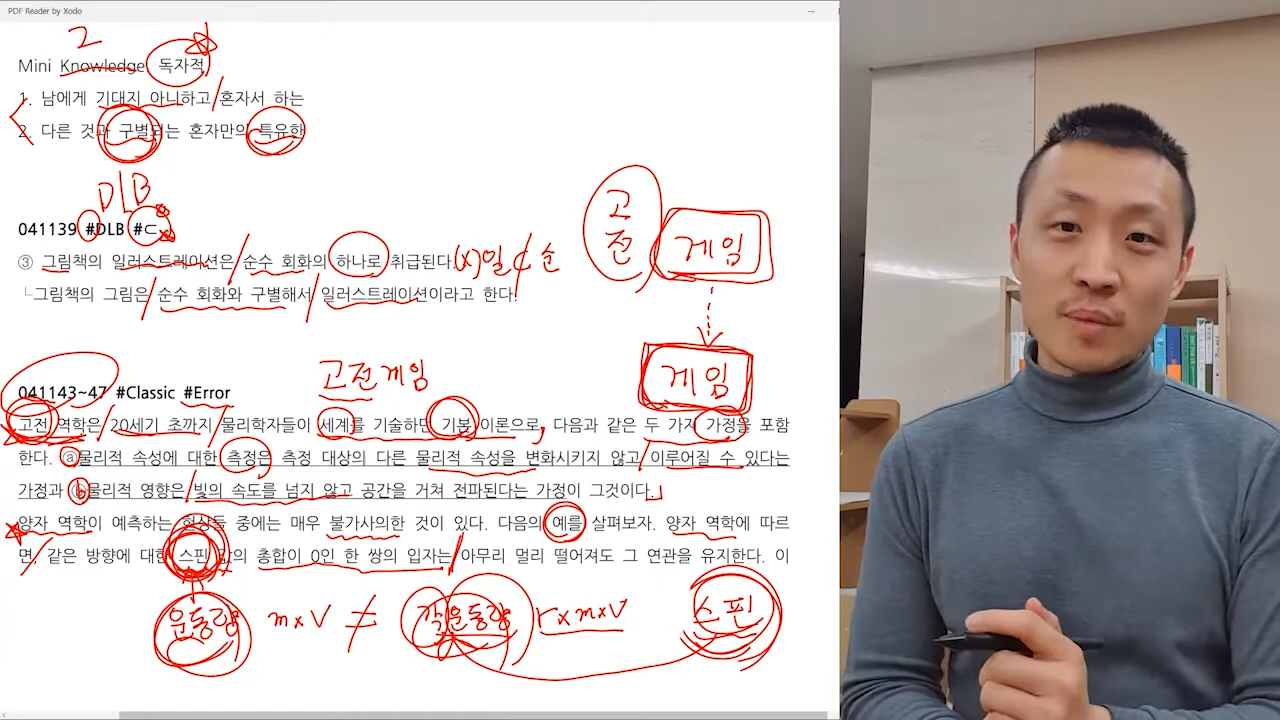 PDF Reader by Xodo
2
Mini Knowledge 독자적
1. 남에게 기대지 아니하고 혼자서 하는
2. 다른 것과 구별되는 혼자만의 특유한
DLB
041139 #DLB #ㄷ
③ 그림책의 일러스트레이션은 순수 회화의 하나로 취급된다. (x) 일 ⊄ 순
└그림책의 그림은 순수 회화와 구별해서 일러스트레이션이라고 한다.
고전
게임
게임
고전게임
041143~47 #Classic #Error
고전 역학은 20세기 초까지 물리학자들이 세계를 기술하던 기본 이론으로, 다음과 같은 두 가지 가정을 포함
한다. ⓐ물리적 속성에 대한 측정은 측정 대상의 다른 물리적 속성을 변화시키지 않고 이루어질 수 있다는
가정과 ⓑ물리적 영향은 빛의 속도를 넘지 않고 공간을 거쳐 전파된다는 가정이 그것이다.
양자 역학이 예측하는 현상들 중에는 매우 불가사의한 것이 있다. 다음의 예를 살펴보자. 양자 역학에 따르
면, 같은 방향에 대한 스핀 값의 총합이 0인 한 쌍의 입자는 아무리 멀리 떨어져도 그 연관을 유지한다. 이
운동량 m×v ≠ 각운동량 r×m×v 스핀